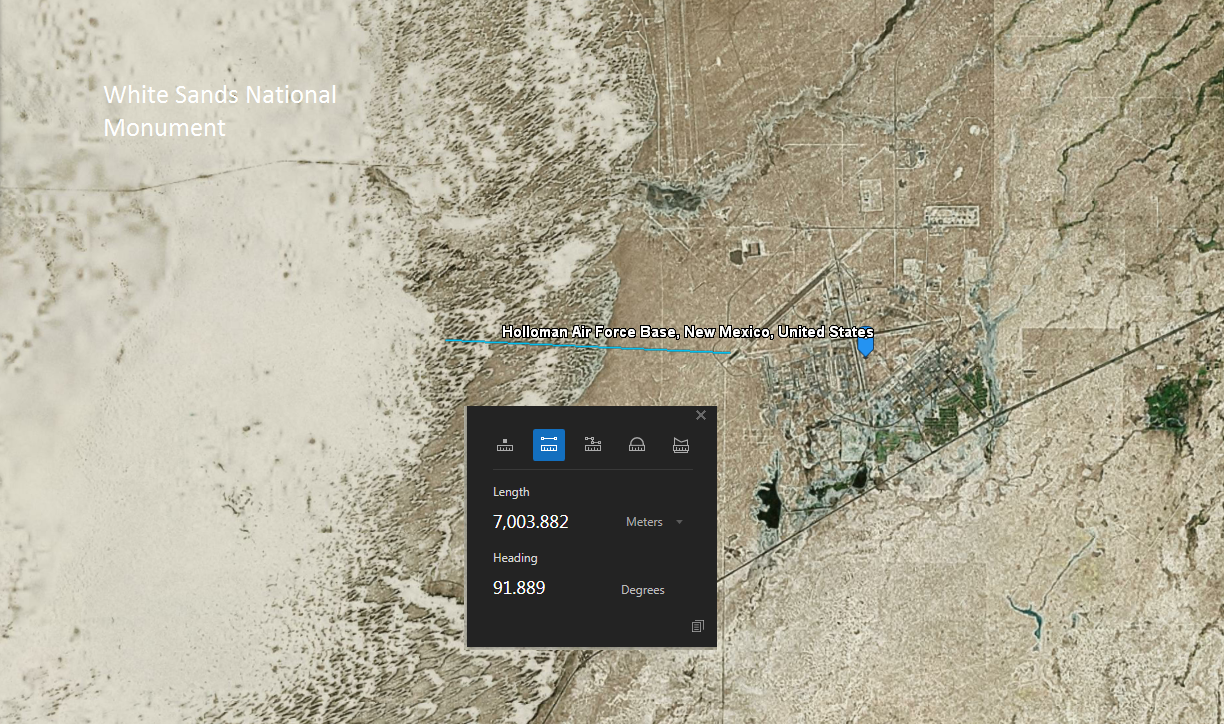 White Sands National
Monument
Holloman Air Force Base, New Mexico, United States
Length
7,003.882 Meters
Heading
91.889 Degrees